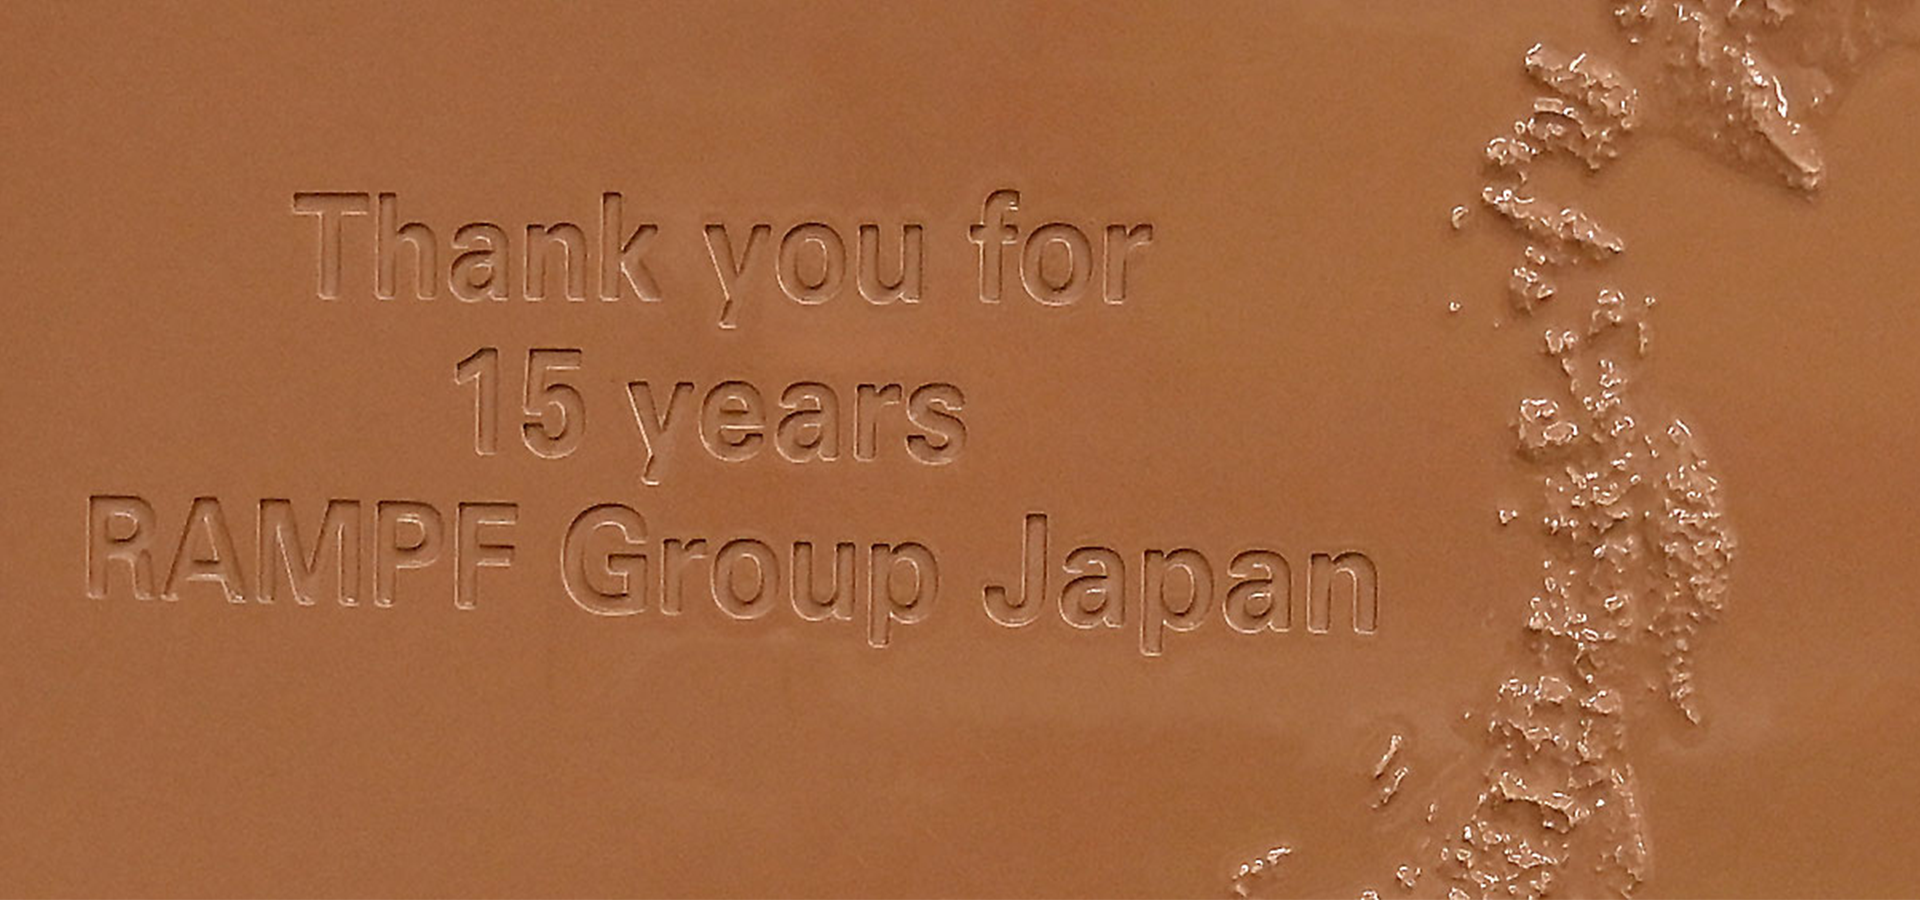 Thank you for
15 years
RAMPF Group Japan